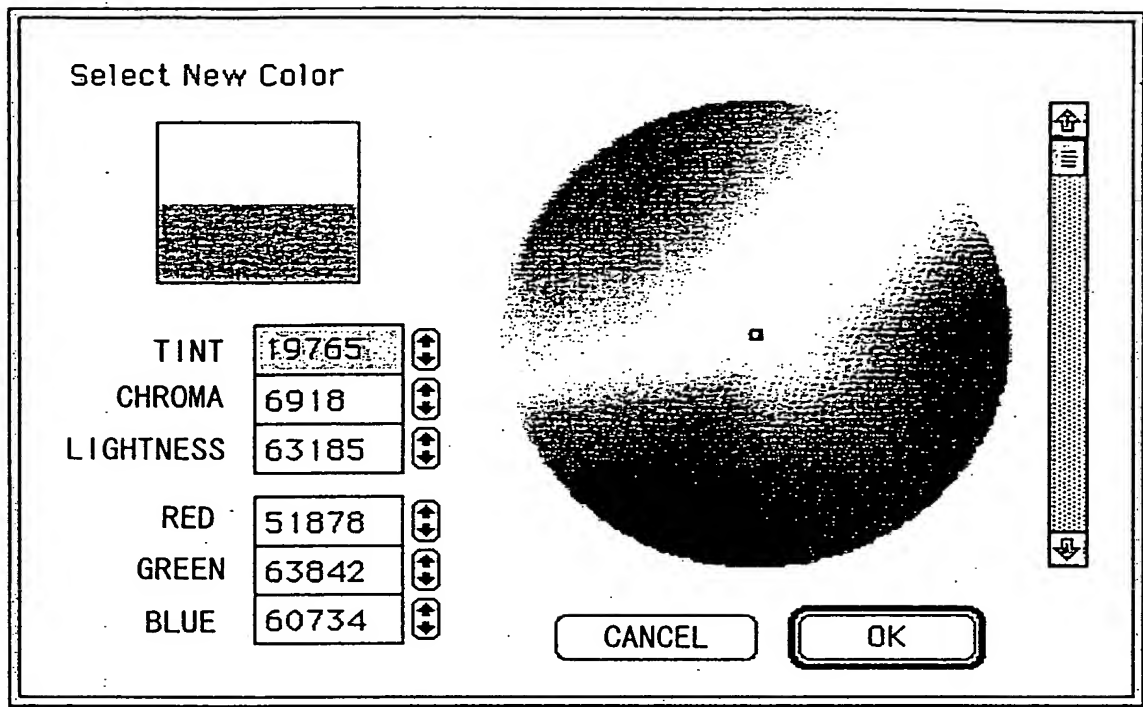 Select New Color
TINT 19765
CHROMA 6918
LIGHTNESS 63185
RED 51878
GREEN 63842
BLUE 60734
CANCEL OK